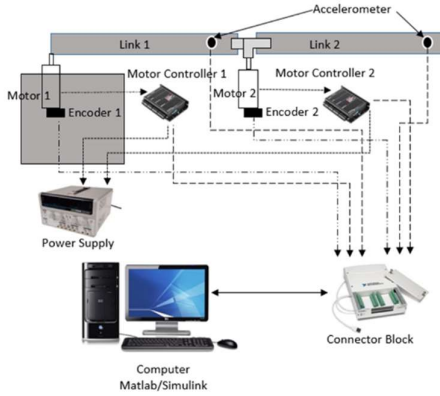 Accelerometer
Link 1
Link 2
Motor Controller 1
Motor Controller 2
Motor 1
Motor 2
Encoder 1
Encoder 2
Power Supply
Connector Block
Computer
Matlab/Simulink